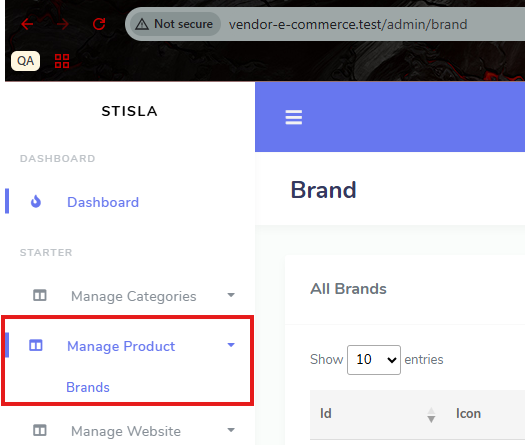 Not secure vendor-e-commerce.test/admin/brand
QA
STISLA
DASHBOARD
Dashboard
STARTER
Manage Categories
Manage Product
Brands
Manage Website
Brand
All Brands
Show 10 entries
Id Icon